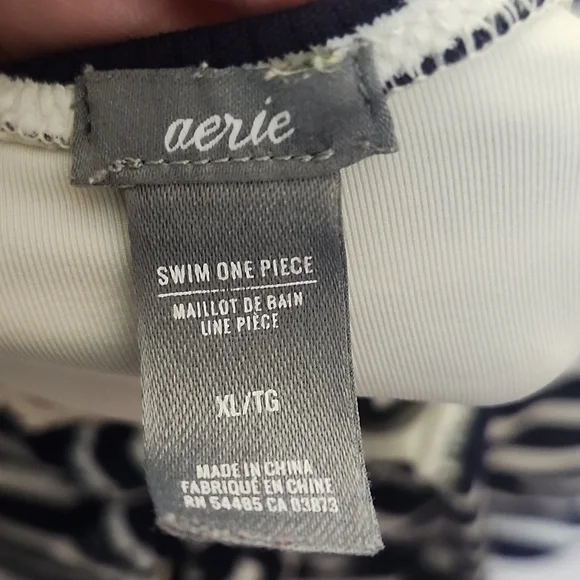 aerie
SWIM ONE PIECE
MAILLOT DE BAIN
UNE PIÈCE
XL/TG
MADE IN CHINA
FABRIQUÉ EN CHINE
RN 54485 CA 03873